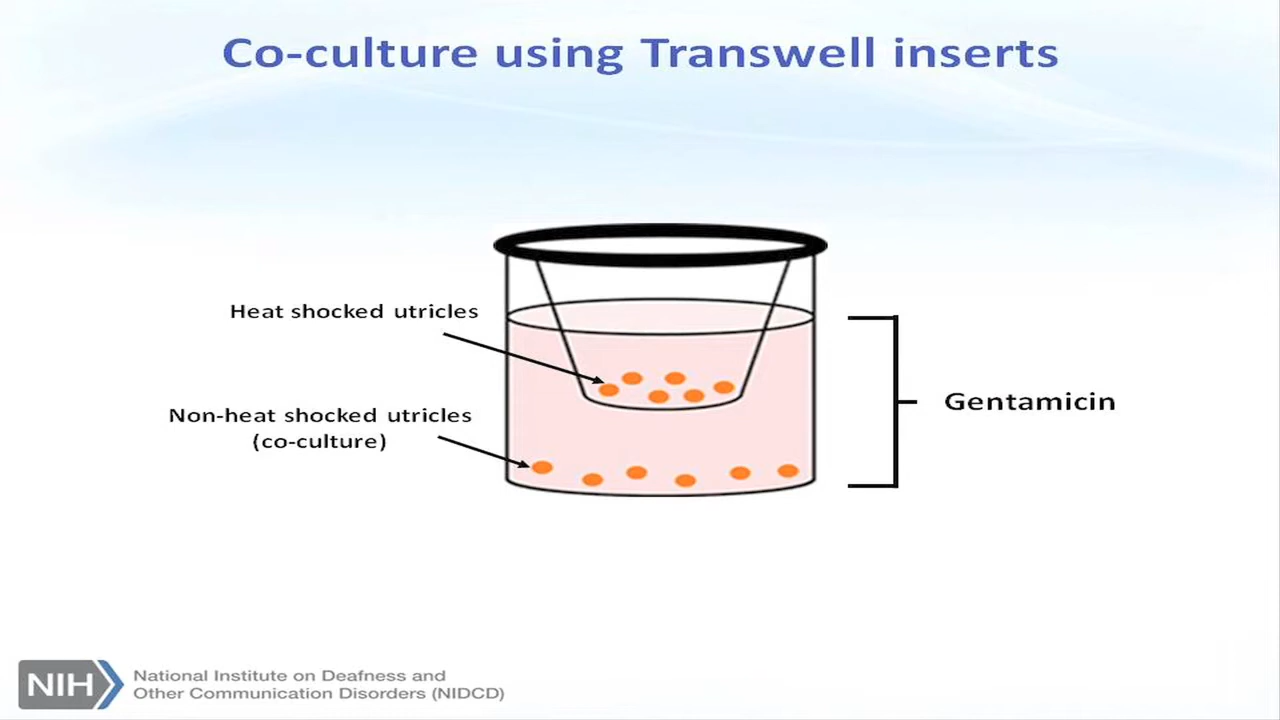 Co-culture using Transwell inserts
Heat shocked utricles
Non-heat shocked utricles
(co-culture)
Gentamicin
NIH
National Institute on Deafness and
Other Communication Disorders (NIDCD)